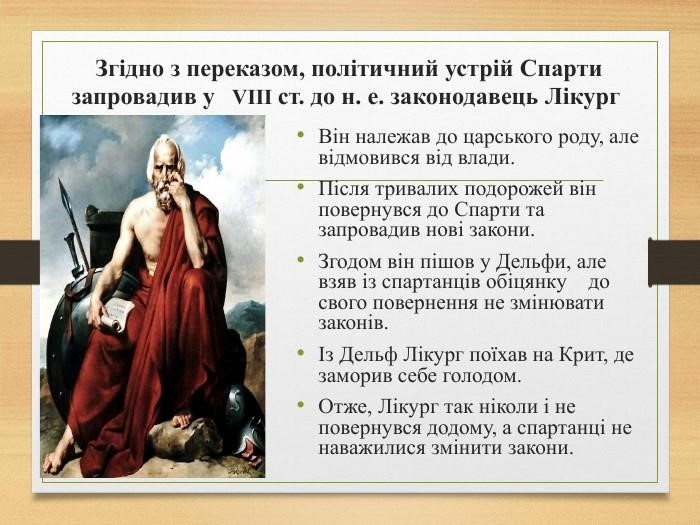 Згідно з переказом, політичний устрій Спарти
запровадив у VIII ст. до н. е. законодавець Лікург
• Він належав до царського роду, але
відмовився від влади.
• Після тривалих подорожей він
повернувся до Спарти та
запровадив нові закони.
• Згодом він пішов у Дельфи, але
взяв із спартанців обіцянку до
свого повернення не змінювати
законів.
• Із Дельф Лікург поїхав на Крит, де
заморив себе голодом.
• Отже, Лікург так ніколи і не
повернувся додому, а спартанці не
наважилися змінити закони.